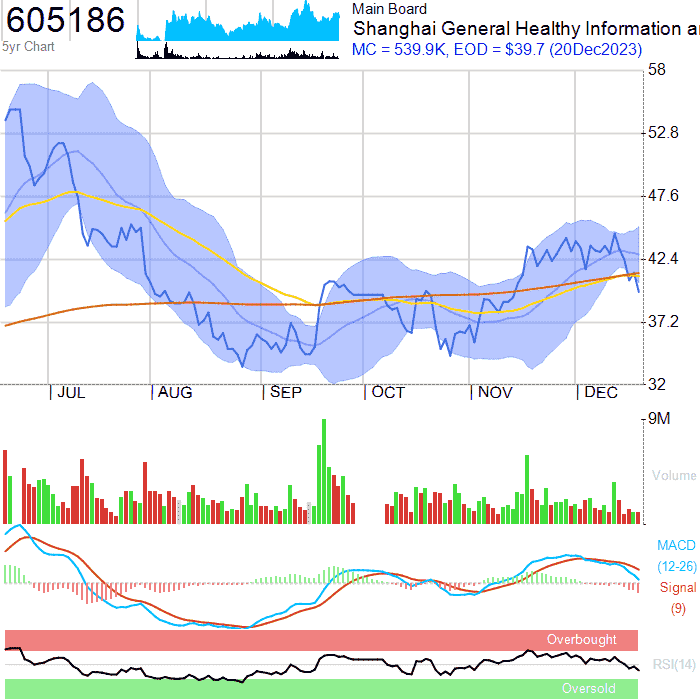 605186
5yr Chart
Main Board
Shanghai General Healthy Information
MC = 539.9K, EOD = $39.7 (20Dec2023)
58
52.8
47.6
42.4
37.2
32
JUL AUG SEP OCT NOV DEC
9M
Volume
MACD
(12-26)
Signal
(9)
Overbought
RSI(14)
Oversold